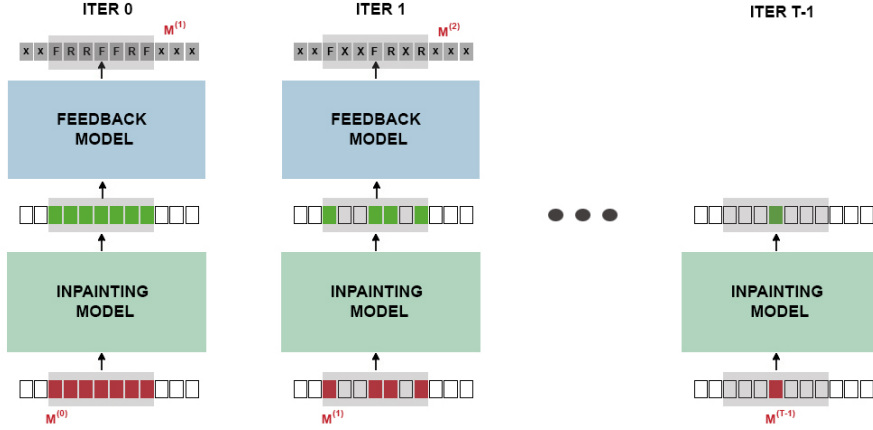 ITER 0
ITER 1
ITER T-1
M(1)
M(2)
x x F R R F F R F x x x
x x F X X F R X R x x x
FEEDBACK
MODEL
FEEDBACK
MODEL
INPAINTING
MODEL
INPAINTING
MODEL
INPAINTING
MODEL
M(0)
M(1)
M(T-1)